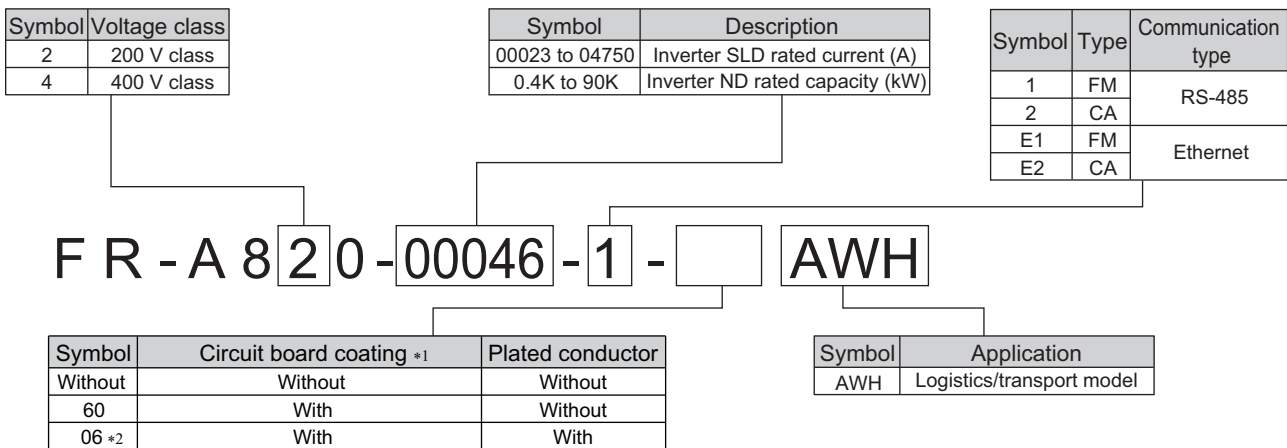 Symbol Voltage class
2 200 V class
4 400 V class
Symbol Description
00023 to 04750 Inverter SLD rated current (A)
0.4K to 90K Inverter ND rated capacity (kW)
Symbol Type Communication type
1 FM RS-485
2 CA
E1 FM Ethernet
E2 CA
FR-A820-00046-1- AWH
Symbol Circuit board coating *1 Plated conductor
Without Without Without
60 With Without
06 *2 With With
Symbol Application
AWH Logistics/transport model